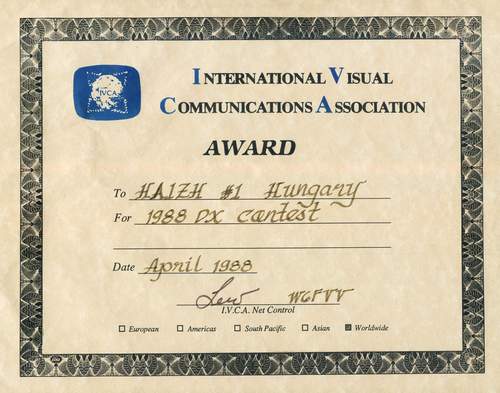 IVCA
INTERNATIONAL VISUAL
COMMUNICATIONS ASSOCIATION
AWARD
To HA1ZH #1 Hungary
For 1988 DX Contest
Date April 1988
Lew W6FVV
I.V.C.A. Net Control
European Americas South Pacific Asian Worldwide